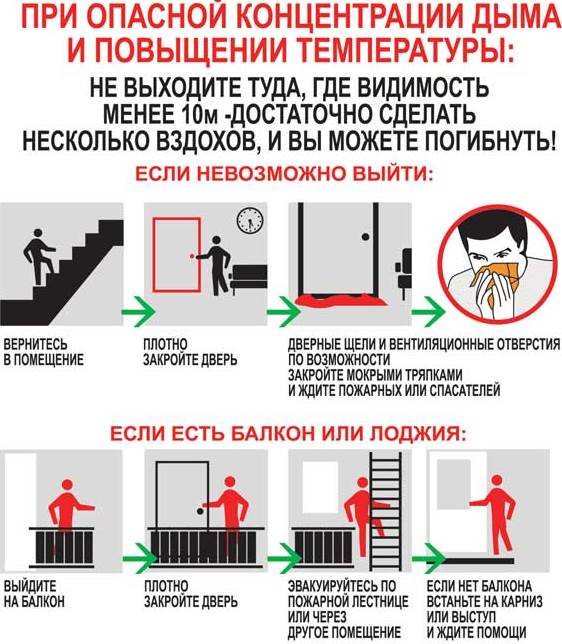 ПРИ ОПАСНОЙ КОНЦЕНТРАЦИИ ДЫМА
И ПОВЫЩЕНИИ ТЕМПЕРАТУРЫ:
НЕ ВЫХОДИТЕ ТУДА, ГДЕ ВИДИМОСТЬ
МЕНЕЕ 10м -ДОСТАТОЧНО СДЕЛАТЬ
НЕСКОЛЬКО ВЗДОХОВ, И ВЫ МОЖЕТЕ ПОГИБНУТЬ!
ЕСЛИ НЕВОЗМОЖНО ВЫЙТИ:
ВЕРНИТЕСЬ
В ПОМЕЩЕНИЕ
ПЛОТНО
ЗАКРОЙТЕ ДВЕРЬ
ДВЕРНЫЕ ЩЕЛИ И ВЕНТИЛЯЦИОННЫЕ ОТВЕРСТИЯ
ПО ВОЗМОЖНОСТИ
ЗАКРОЙТЕ МОКРЫМИ ТРЯПКАМИ
И ЖДИТЕ ПОЖАРНЫХ ИЛИ СПАСАТЕЛЕЙ
ЕСЛИ ЕСТЬ БАЛКОН ИЛИ ЛОДЖИЯ:
ВЫЙДИТЕ
НА БАЛКОН
ПЛОТНО
ЗАКРОЙТЕ ДВЕРЬ
ЭВАКУИРУЙТЕСЬ ПО
ПОЖАРНОЙ ЛЕСТНИЦЕ
ИЛИ ЧЕРЕЗ
ДРУГОЕ ПОМЕЩЕНИЕ
ЕСЛИ НЕТ БАЛКОНА
ВСТАНЬТЕ НА КАРНИЗ
ИЛИ ВЫСТУП
И ЖДИТЕ ПОМОЩИ